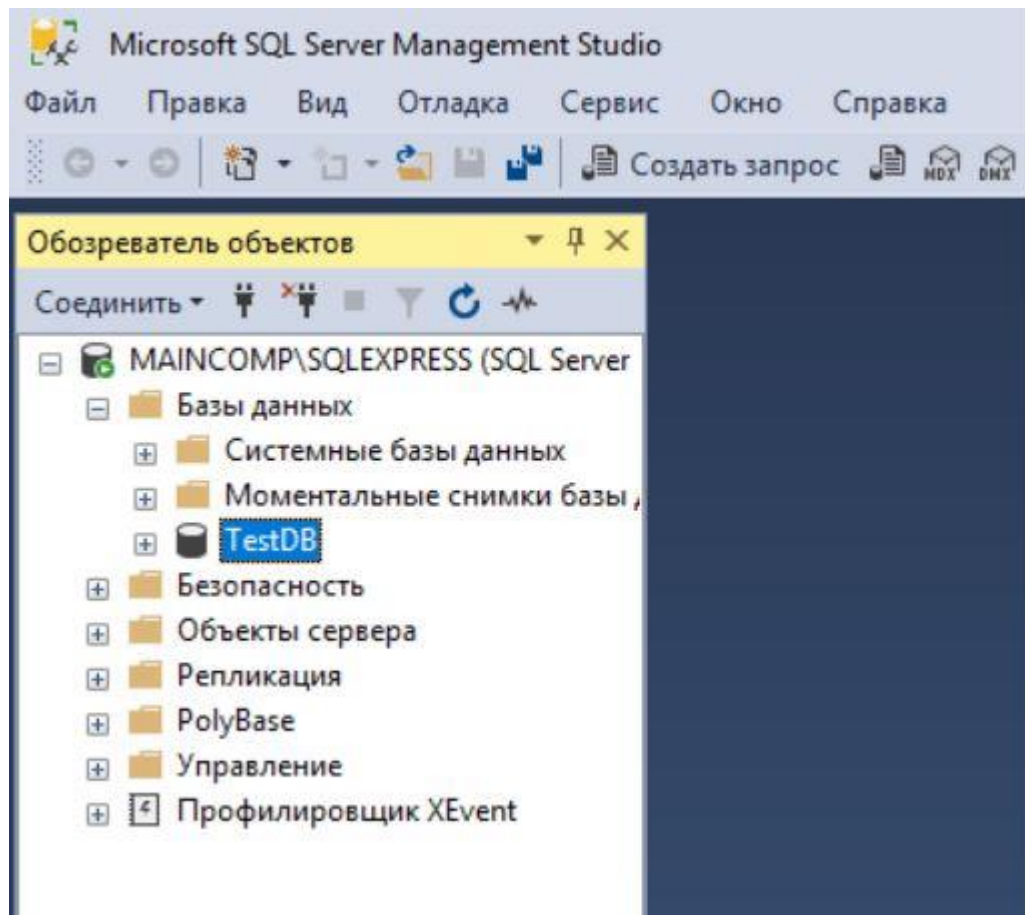 Microsoft SQL Server Management Studio
Файл Правка Вид Отладка Сервис Окно Справка
Создать запрос MDX DMX
Обозреватель объектов
Соединить
MAINCOMP\SQLEXPRESS (SQL Server
Базы данных
Системные базы данных
Моментальные снимки базы
TestDB
Безопасность
Объекты сервера
Репликация
PolyBase
Управление
Профилировщик XEvent